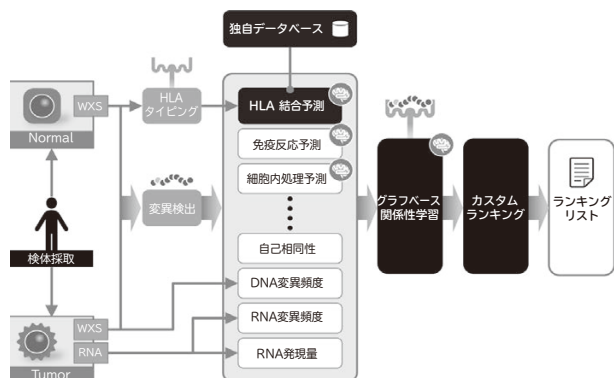 独自データベース
WXS
HLA
タイピング
HLA 結合予測
Normal
免疫反応予測
細胞内処理予測
変異検出
グラフベース
関係性学習
カスタム
ランキング
ランキング
リスト
検体採取
自己相同性
DNA変異頻度
WXS
RNA変異頻度
RNA
RNA発現量
Tumor